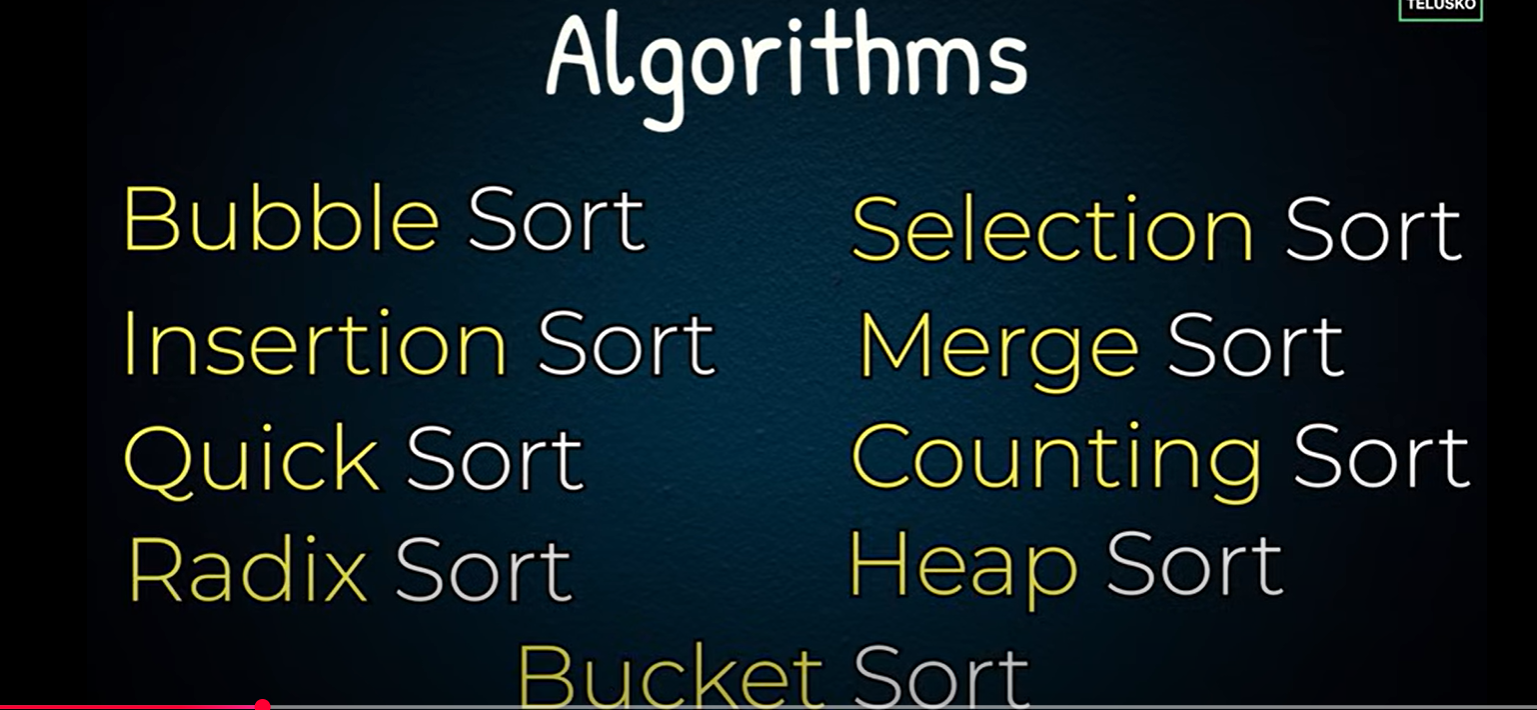 TELUSKO
Algorithms
Bubble Sort
Selection Sort
Insertion Sort
Merge Sort
Quick Sort
Counting Sort
Radix Sort
Heap Sort
Bucket Sort